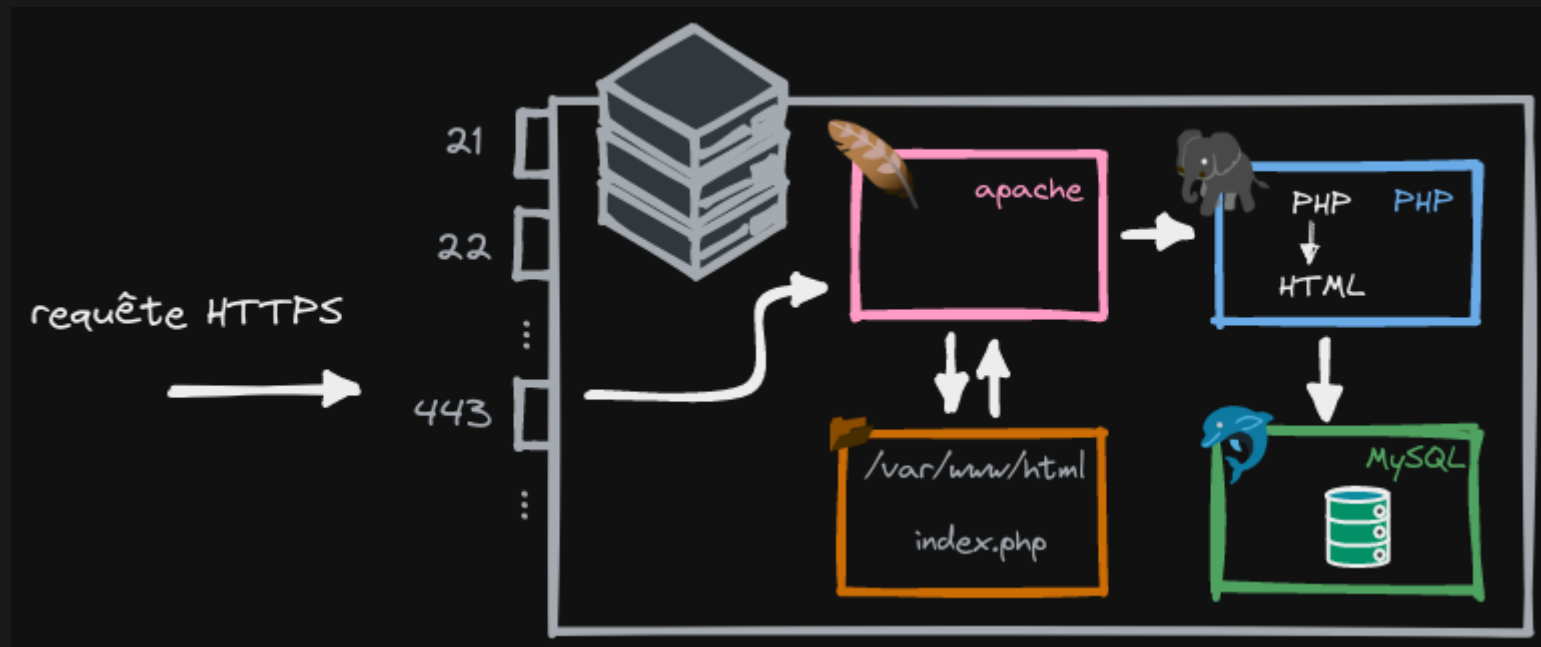 requête HTTPS
21
22
...
443
...
apache
/var/www/html
index.php
PHP
PHP
HTML
MySQL